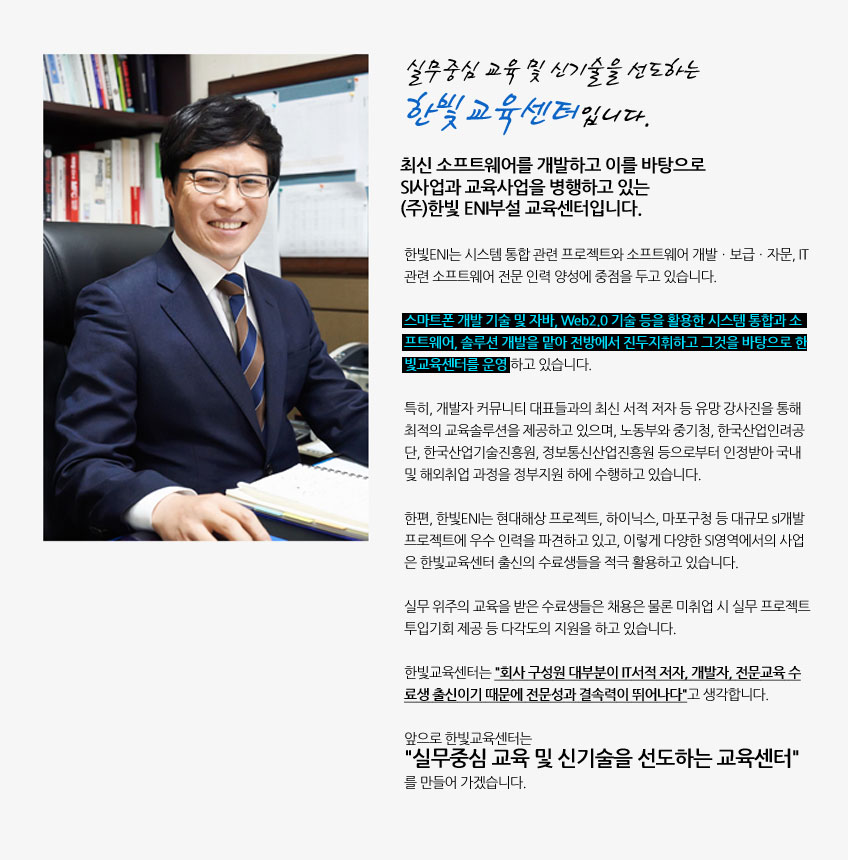 실무중심 교육 및 신기술을 선도하는
한빛교육센터입니다.
최신 소프트웨어를 개발하고 이를 바탕으로
SI사업과 교육사업을 병행하고 있는
(주)한빛 ENI부설 교육센터입니다.
한빛ENI는 시스템 통합 관련 프로젝트와 소프트웨어 개발 · 보급 · 자문, IT
관련 소프트웨어 전문 인력 양성에 중점을 두고 있습니다.
스마트폰 개발 기술 및 자바, Web2.0 기술 등을 활용한 시스템 통합과 소
프트웨어, 솔루션 개발을 맡아 전방에서 진두지휘하고 그것을 바탕으로 한
빛교육센터를 운영하고 있습니다.
특히, 개발자 커뮤니티 대표들과의 최신 서적 저자 등 유망 강사진을 통해
최적의 교육솔루션을 제공하고 있으며, 노동부와 중기청, 한국산업인려공
단, 한국산업기술진흥원, 정보통신산업진흥원 등으로부터 인정받아 국내
및 해외취업 과정을 정부지원 하에 수행하고 있습니다.
한편, 한빛ENI는 현대해상 프로젝트, 하이닉스, 마포구청 등 대규모 si개발
프로젝트에 우수 인력을 파견하고 있고, 이렇게 다양한 SI영역에서의 사업
은 한빛교육센터 출신의 수료생들을 적극 활용하고 있습니다.
실무 위주의 교육을 받은 수료생들은 채용은 물론 미취업 시 실무 프로젝트
투입기회 제공 등 다각도의 지원을 하고 있습니다.
한빛교육센터는 "회사 구성원 대부분이 IT서적 저자, 개발자, 전문교육 수
료생 출신이기 때문에 전문성과 결속력이 뛰어나다"고 생각합니다.
앞으로 한빛교육센터는
"실무중심 교육 및 신기술을 선도하는 교육센터"
를 만들어 가겠습니다.